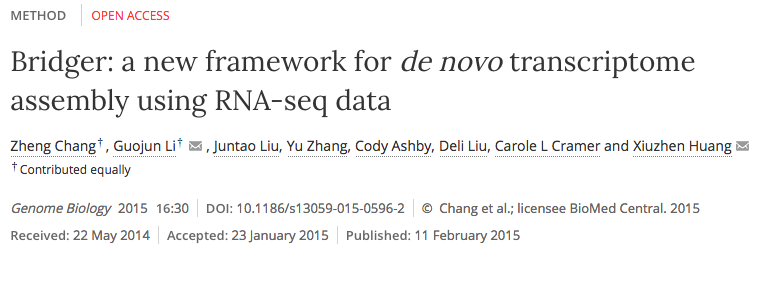 METHOD OPEN ACCESS
Bridger: a new framework for de novo transcriptome
assembly using RNA-seq data
Zheng Chang†, Guojun Li† , Juntao Liu, Yu Zhang, Cody Ashby, Deli Liu, Carole L Cramer and Xiuzhen Huang
† Contributed equally
Genome Biology 2015 16:30 DOI: 10.1186/s13059-015-0596-2 © Chang et al.; licensee BioMed Central. 2015
Received: 22 May 2014 Accepted: 23 January 2015 Published: 11 February 2015